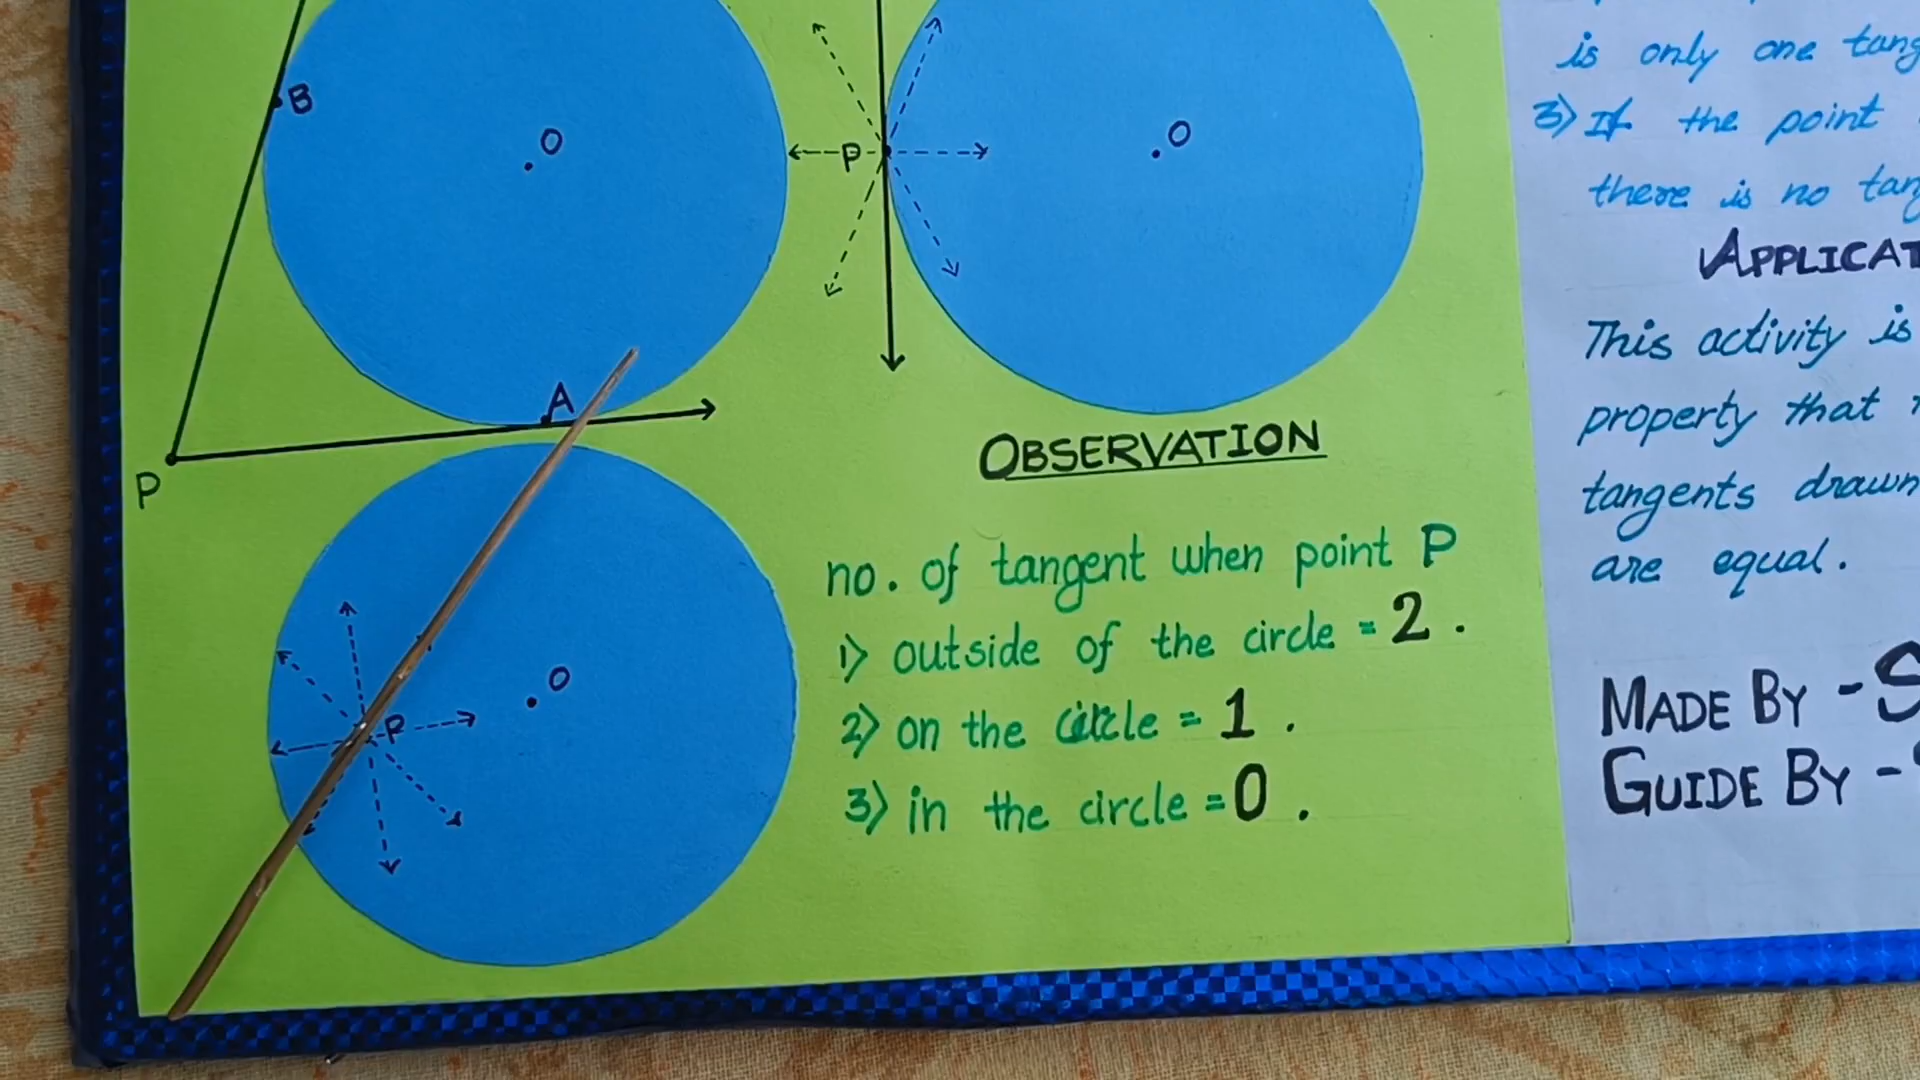 B
O
P
O
A
P
O
P
OBSERVATION
no. of tangent when point P
1) outside of the circle = 2 .
2) on the circle = 1 .
3) in the circle = 0 .
is only one
3) If the point
there is no
This activity is
property that
tangents drawn
are equal.
MADE BY -
GUIDE BY -